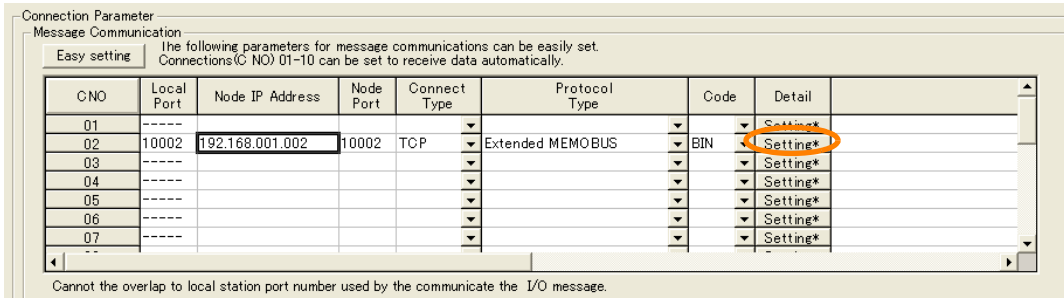 Connection Parameter
Message Communication
Easy setting
The following parameters for message communications can be easily set.
Connections(C NO) 01-10 can be set to receive data automatically.
CNO Local Port Node IP Address Node Port Connect Type Protocol Type Code Detail
01 ----- Setting*
02 10002 192.168.001.002 10002 TCP Extended MEMOBUS BIN Setting*
03 ----- Setting*
04 ----- Setting*
05 ----- Setting*
06 ----- Setting*
07 ----- Setting*
Cannot the overlap to local station port number used by the communicate the I/O message.